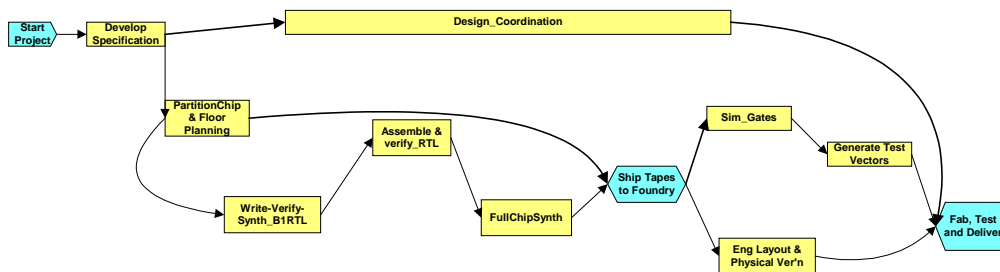 Start
Project
Develop
Specification
Design_Coordination
PartitionChip
& Floor
Planning
Assemble &
verify_RTL
Sim_Gates
Generate Test
Vectors
Ship Tapes
to Foundry
Write-Verify-
Synth_B1RTL
FullChipSynth
Fab, Test
and Deliver
Eng Layout &
Physical Ver'n